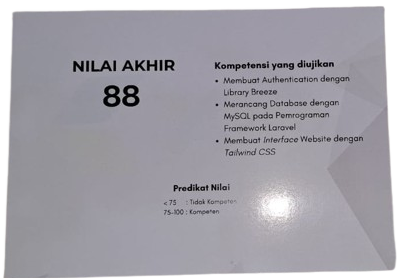 NILAI AKHIR
88
Kompetensi yang diujikan
• Membuat Authentication dengan
Library Breeze
• Merancang Database dengan
MySQL pada Pemrograman
Framework Laravel
• Membuat Interface Website dengan
Tailwind CSS
Predikat Nilai
< 75 : Tidak Kompeten
75-100 : Kompeten